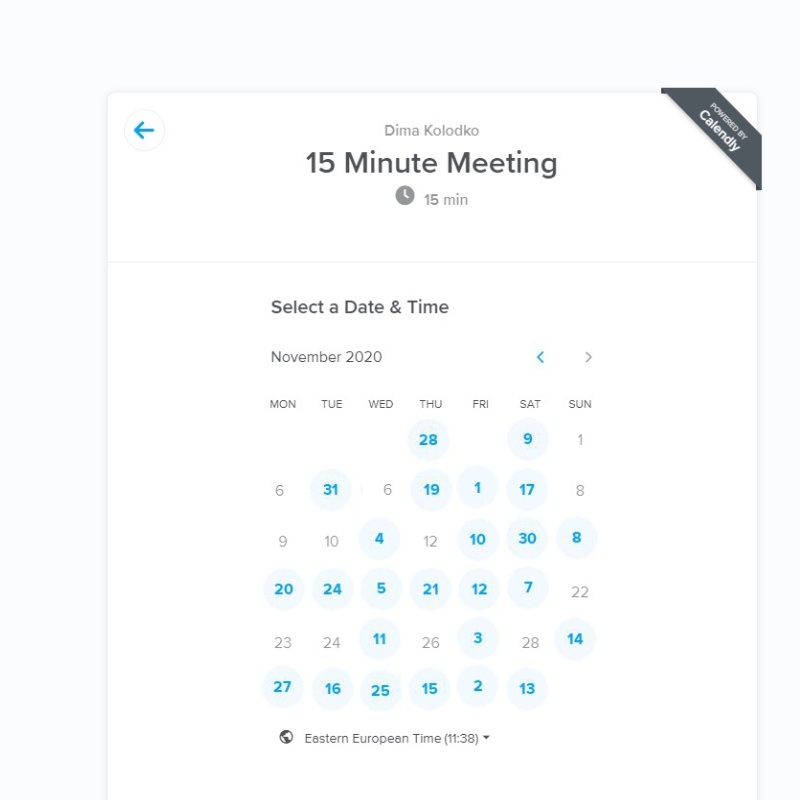 POWERED BY
Calendly
Dima Kolodko
15 Minute Meeting
15 min
Select a Date & Time
November 2020
MON TUE WED THU FRI SAT SUN
28 9 1
6 31 6 19 1 17 8
9 10 4 12 10 30 8
20 24 5 21 12 7 22
23 24 11 26 3 28 14
27 16 25 15 2 13
Eastern European Time (11:38)